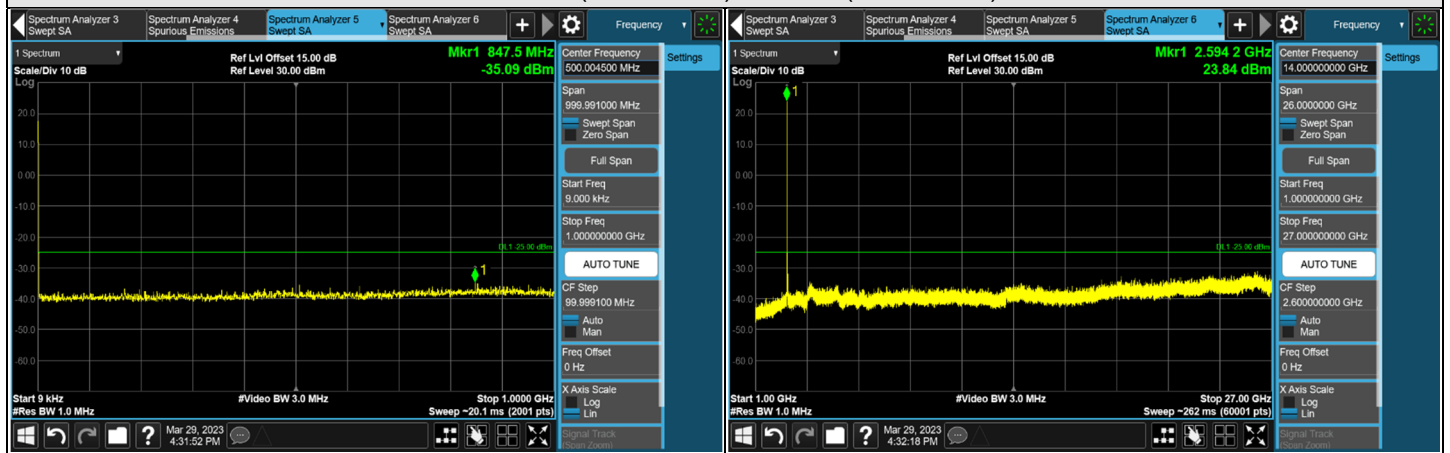 Spectrum Analyzer 3
Swept SA
Spectrum Analyzer 4
Spurious Emissions
Spectrum Analyzer 5
Swept SA
Spectrum Analyzer 6
Swept SA
Frequency
1 Spectrum
Scale/Div 10 dB
Log
Ref Lvl Offset 15.00 dB
Ref Level 30.00 dBm
Mkr1 847.5 MHz
-35.09 dBm
1
20.0
10.0
0.00
-10.0
-20.0
-30.0
-40.0
-50.0
-60.0
DL1 -25.00 dBm
Start 9 kHz
#Res BW 1.0 MHz
#Video BW 3.0 MHz
Stop 1.0000 GHz
Sweep ~20.1 ms (2001 pts)
Center Frequency
500.004500 MHz
Settings
Span
999.991000 MHz
Swept Span
Zero Span
Full Span
Start Freq
9.000 kHz
Stop Freq
1.000000000 GHz
AUTO TUNE
CF Step
99.999100 MHz
Auto
Man
Freq Offset
0 Hz
X Axis Scale
Log
Lin
Signal Track
(Span Zoom)
?
Mar 29, 2023
4:31:52 PM
Spectrum Analyzer 3
Swept SA
Spectrum Analyzer 4
Spurious Emissions
Spectrum Analyzer 5
Swept SA
Spectrum Analyzer 6
Swept SA
Frequency
1 Spectrum
Scale/Div 10 dB
Log
Ref Lvl Offset 15.00 dB
Ref Level 30.00 dBm
Mkr1 2.594 2 GHz
23.84 dBm
1
20.0
10.0
0.00
-10.0
-20.0
-30.0
-40.0
-50.0
-60.0
DL1 -25.00 dBm
Start 1.00 GHz
#Res BW 1.0 MHz
#Video BW 3.0 MHz
Stop 27.00 GHz
Sweep ~262 ms (60001 pts)
Center Frequency
14.000000000 GHz
Settings
Span
26.0000000 GHz
Swept Span
Zero Span
Full Span
Start Freq
1.000000000 GHz
Stop Freq
27.000000000 GHz
AUTO TUNE
CF Step
2.600000000 GHz
Auto
Man
Freq Offset
0 Hz
X Axis Scale
Log
Lin
Signal Track
(Span Zoom)
?
Mar 29, 2023
4:32:18 PM